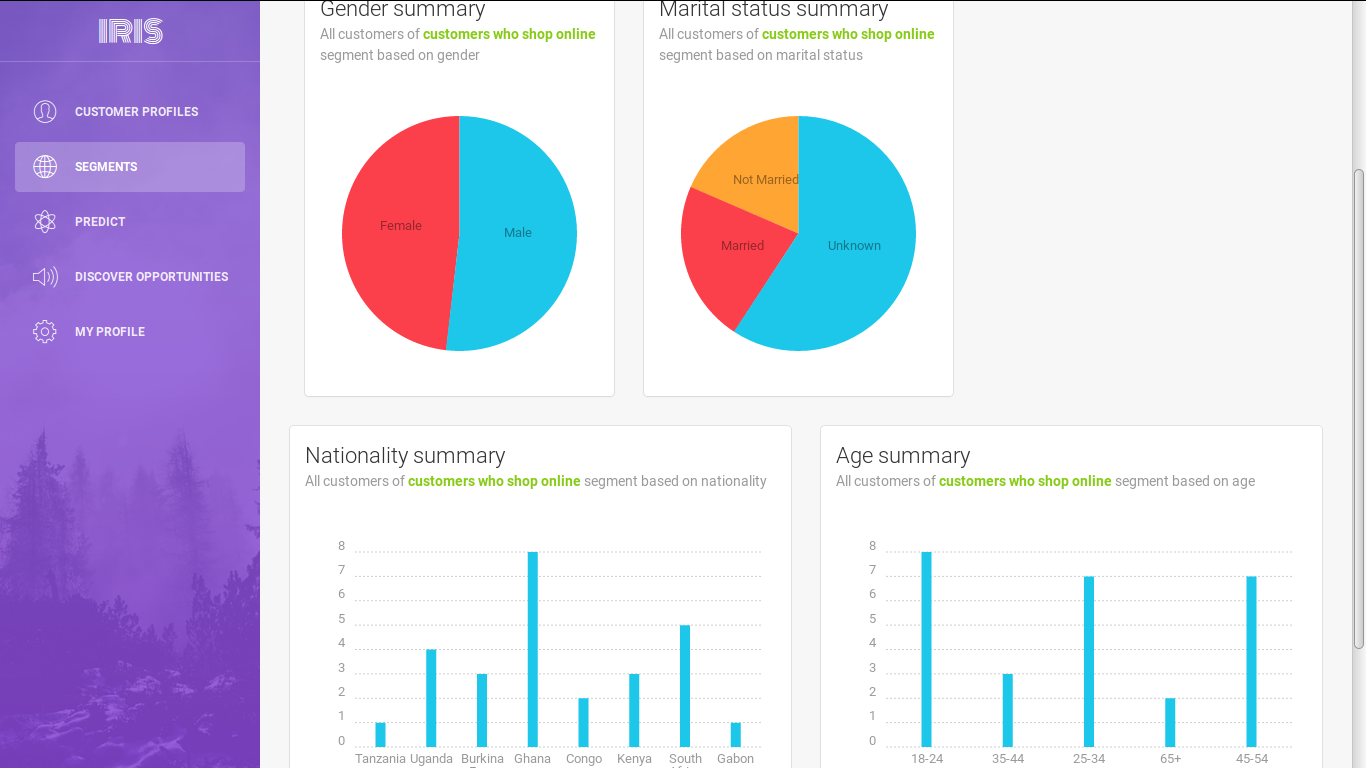 IRIS
CUSTOMER PROFILES
SEGMENTS
PREDICT
DISCOVER OPPORTUNITIES
MY PROFILE
Gender summary
All customers of customers who shop online
segment based on gender
Female
Male
Marital status summary
All customers of customers who shop online
segment based on marital status
Not Married
Married
Unknown
Nationality summary
All customers of customers who shop online segment based on nationality
8
7
6
5
4
3
2
1
0
Tanzania Uganda Burkina Ghana Congo Kenya South Gabon
Age summary
All customers of customers who shop online segment based on age
8
7
6
5
4
3
2
1
0
18-24 35-44 25-34 65+ 45-54